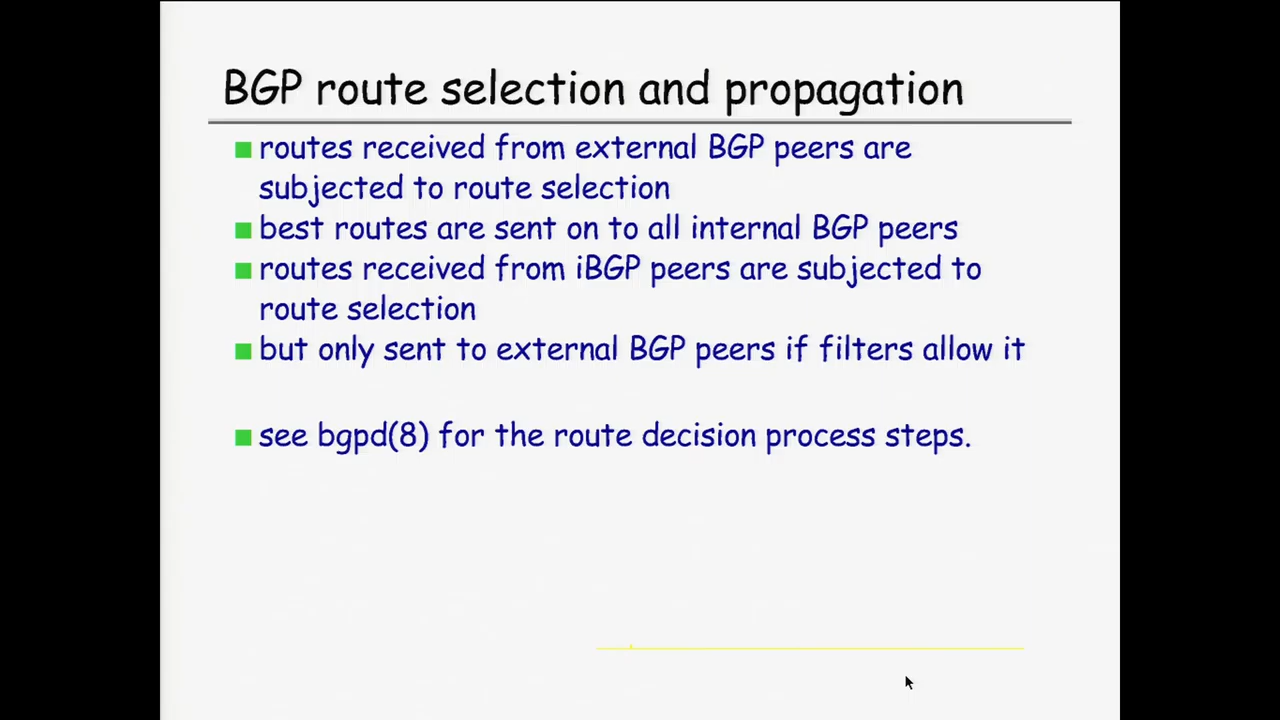 BGP route selection and propagation
routes received from external BGP peers are
subjected to route selection
best routes are sent on to all internal BGP peers
routes received from iBGP peers are subjected to
route selection
but only sent to external BGP peers if filters allow it
see bgpd(8) for the route decision process steps.